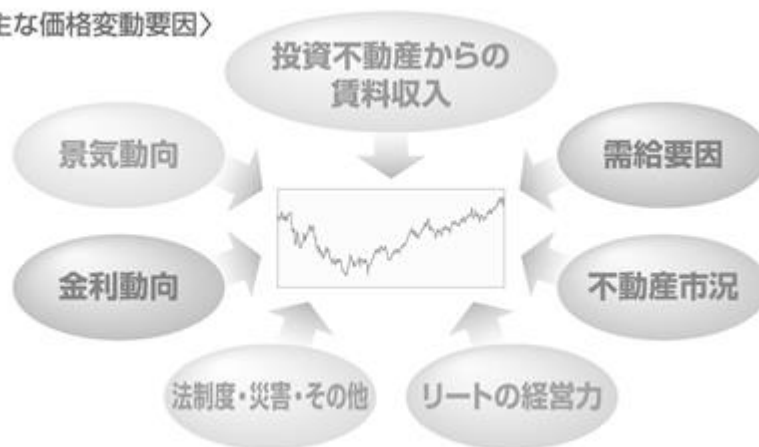 主な価格変動要因〉
投資不動産からの
賃料収入
景気動向
需給要因
金利動向
不動産市況
法制度・災害・その他
リートの経営力